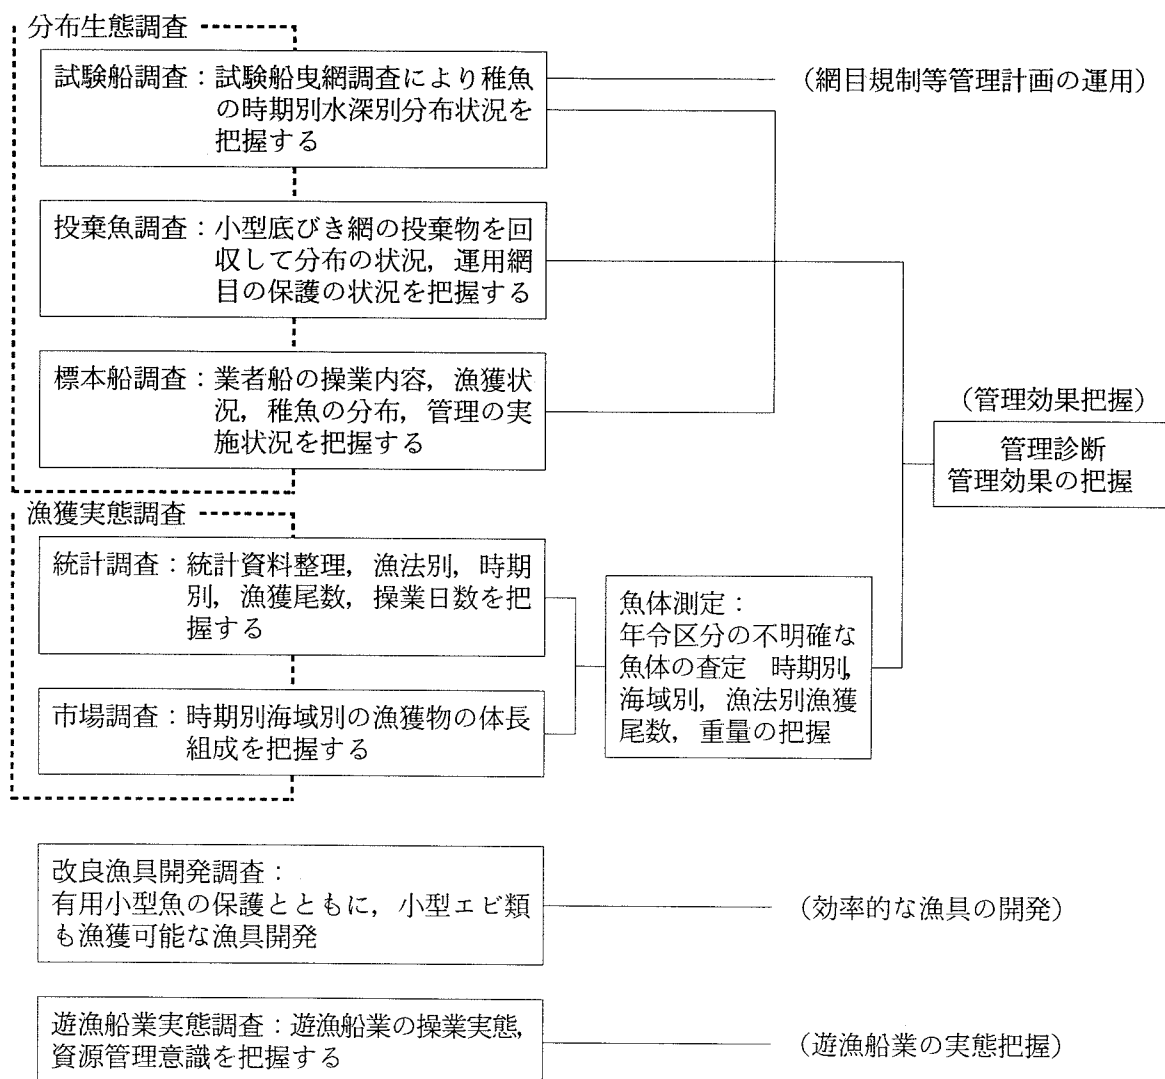 分布生態調査
試験船調査：試験船曳網調査により稚魚
の時期別水深別分布状況を
把握する
（網目規制等管理計画の運用）
投棄魚調査：小型底びき網の投棄物を回
収して分布の状況，運用網
目の保護の状況を把握する
標本船調査：業者船の操業内容，漁獲状
況，稚魚の分布，管理の実
施状況を把握する
（管理効果把握）
管理診断
管理効果の把握
漁獲実態調査
統計調査：統計資料整理，漁法別，時期
別，漁獲尾数，操業日数を把
握する
市場調査：時期別海域別の漁獲物の体長
組成を把握する
魚体測定：
年令区分の不明確な
魚体の査定　時期別，
海域別，漁法別漁獲
尾数，重量の把握
改良漁具開発調査：
有用小型魚の保護とともに，小型エビ類
も漁獲可能な漁具開発
（効率的な漁具の開発）
遊漁船業実態調査：遊漁船業の操業実態，
資源管理意識を把握する
（遊漁船業の実態把握）